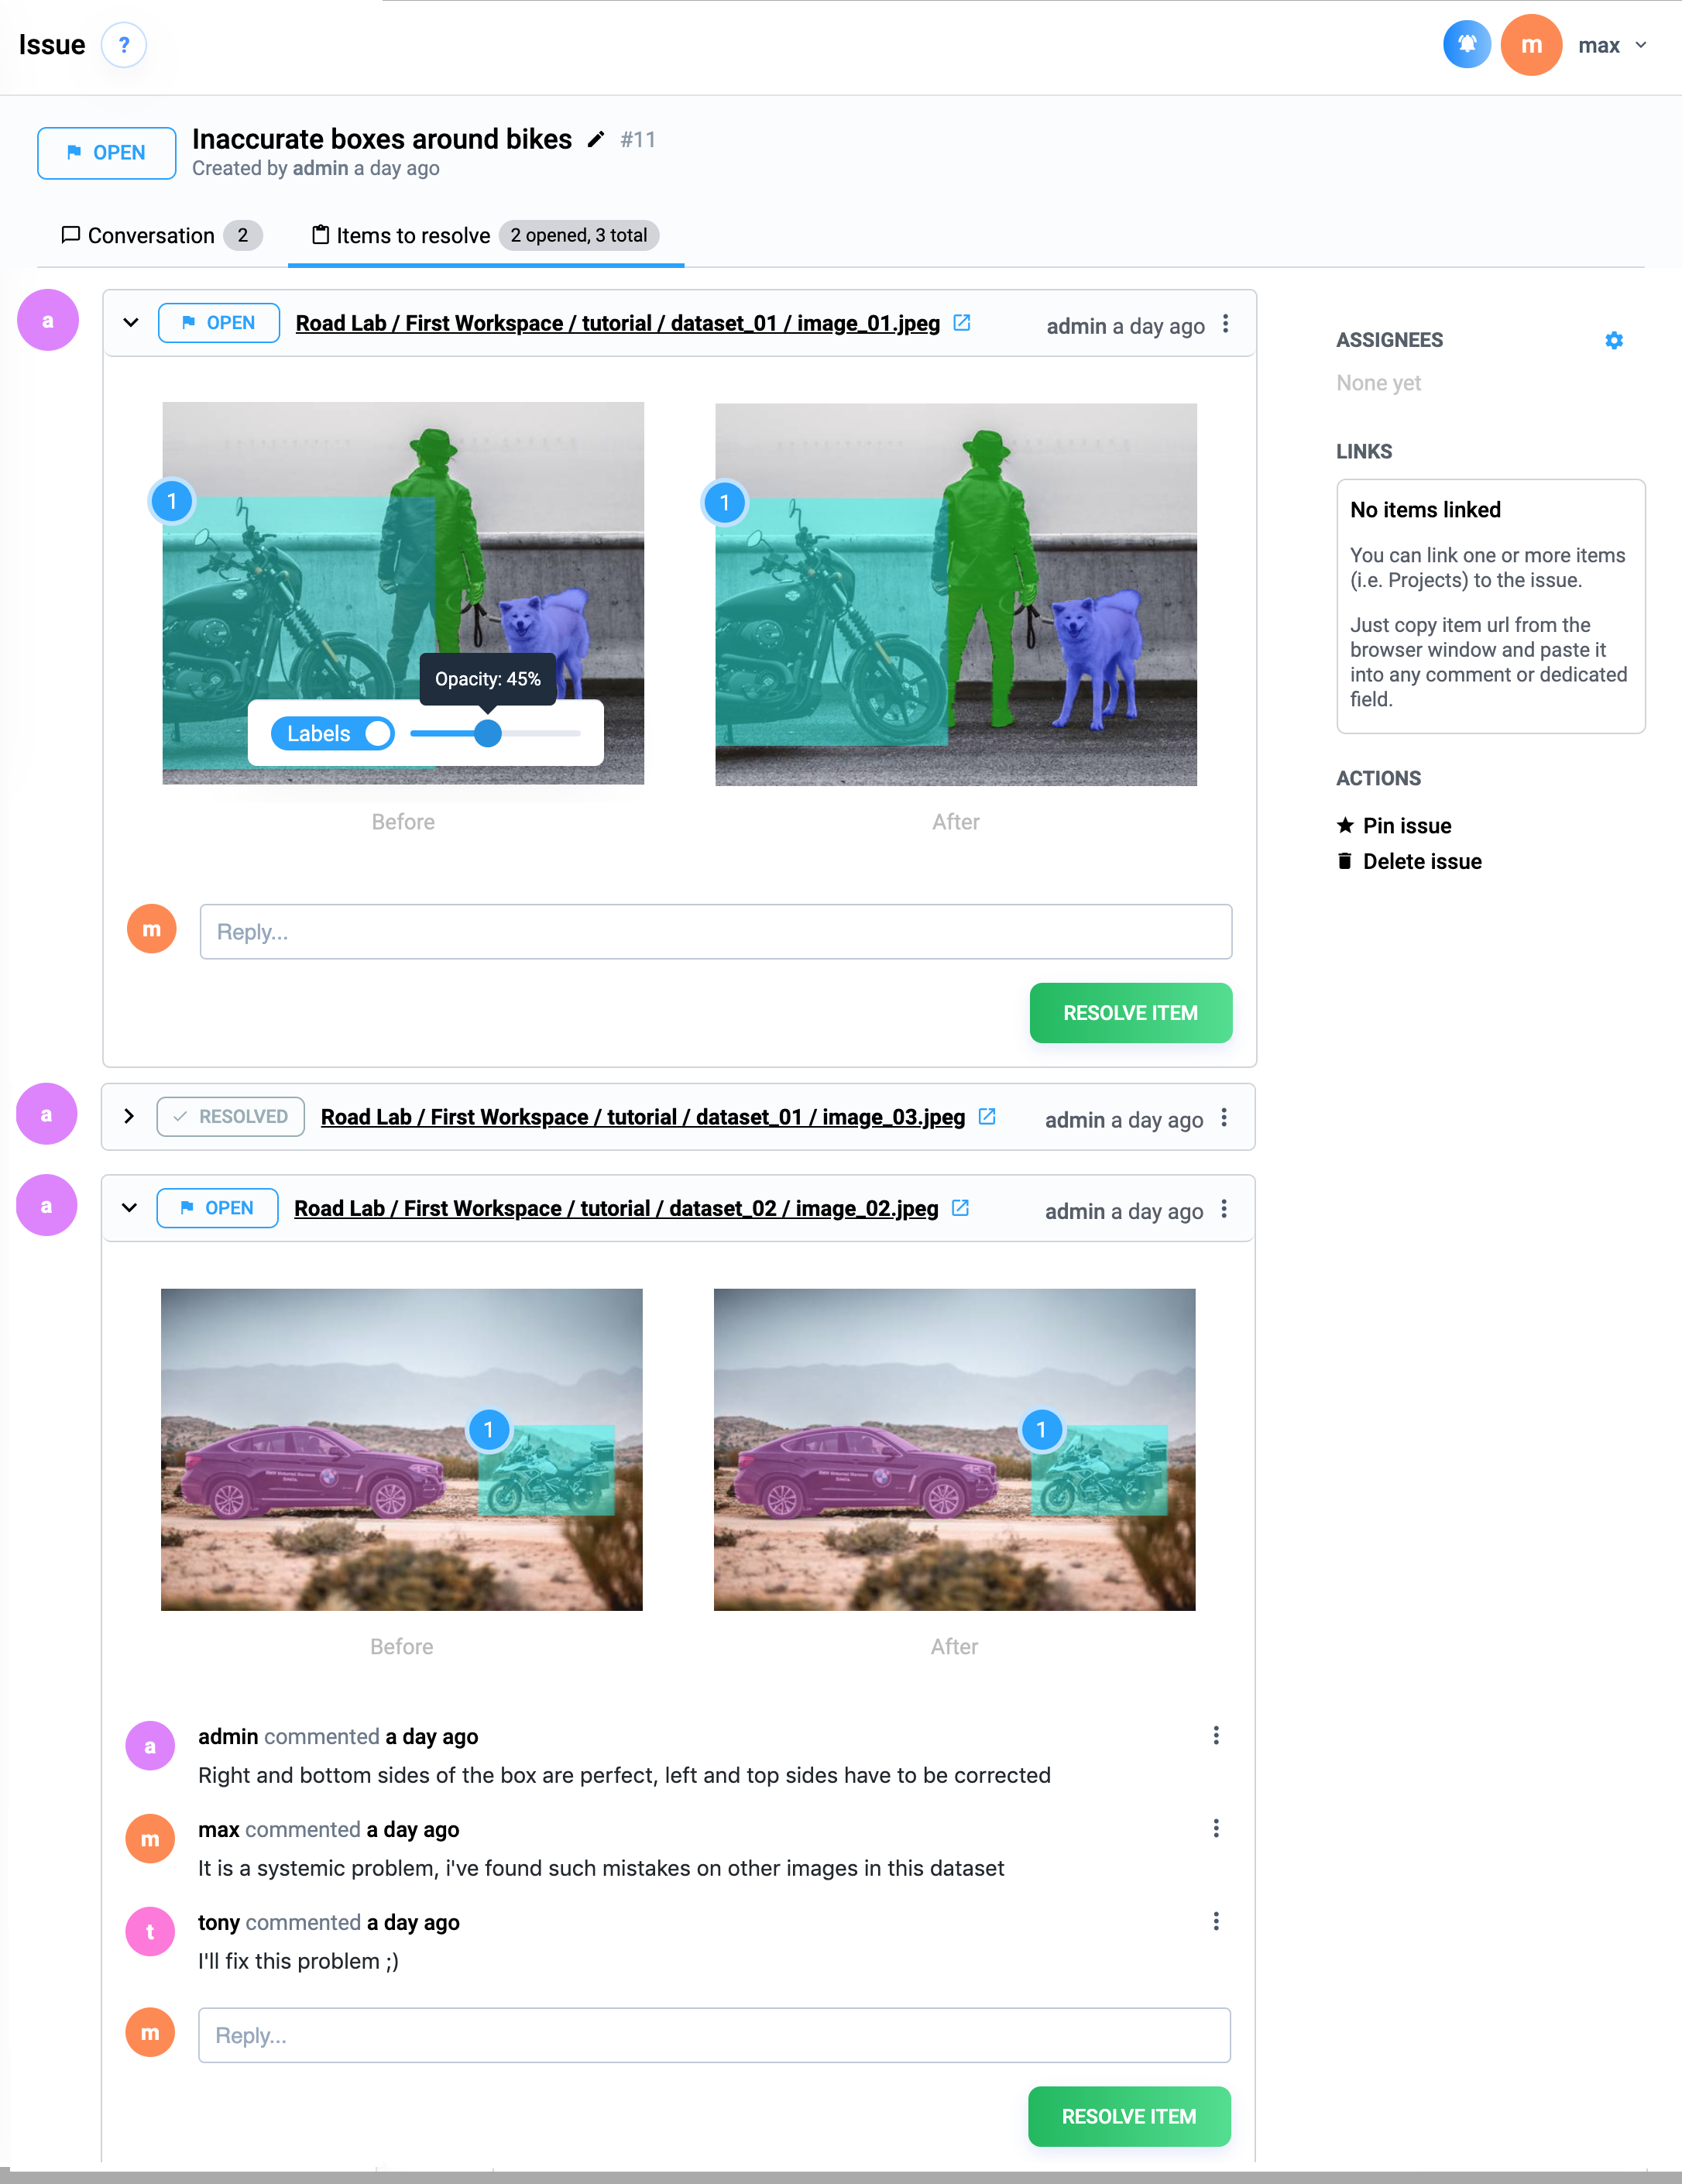 Issue ?
m max
OPEN
Inaccurate boxes around bikes #11
Created by admin a day ago
Conversation 2
Items to resolve 2 opened, 3 total
a
OPEN Road Lab / First Workspace / tutorial / dataset_01 / image_01.jpeg admin a day ago
1
1
Opacity: 45%
Labels
Before
After
m
Reply...
RESOLVE ITEM
a
RESOLVED Road Lab / First Workspace / tutorial / dataset_01 / image_03.jpeg admin a day ago
a
OPEN Road Lab / First Workspace / tutorial / dataset_02 / image_02.jpeg admin a day ago
1
1
Before
After
a
admin commented a day ago
Right and bottom sides of the box are perfect, left and top sides have to be corrected
m
max commented a day ago
It is a systemic problem, i've found such mistakes on other images in this dataset
t
tony commented a day ago
I'll fix this problem ;)
m
Reply...
RESOLVE ITEM
ASSIGNEES
None yet
LINKS
No items linked
You can link one or more items
(i.e. Projects) to the issue.
Just copy item url from the
browser window and paste it
into any comment or dedicated
field.
ACTIONS
Pin issue
Delete issue